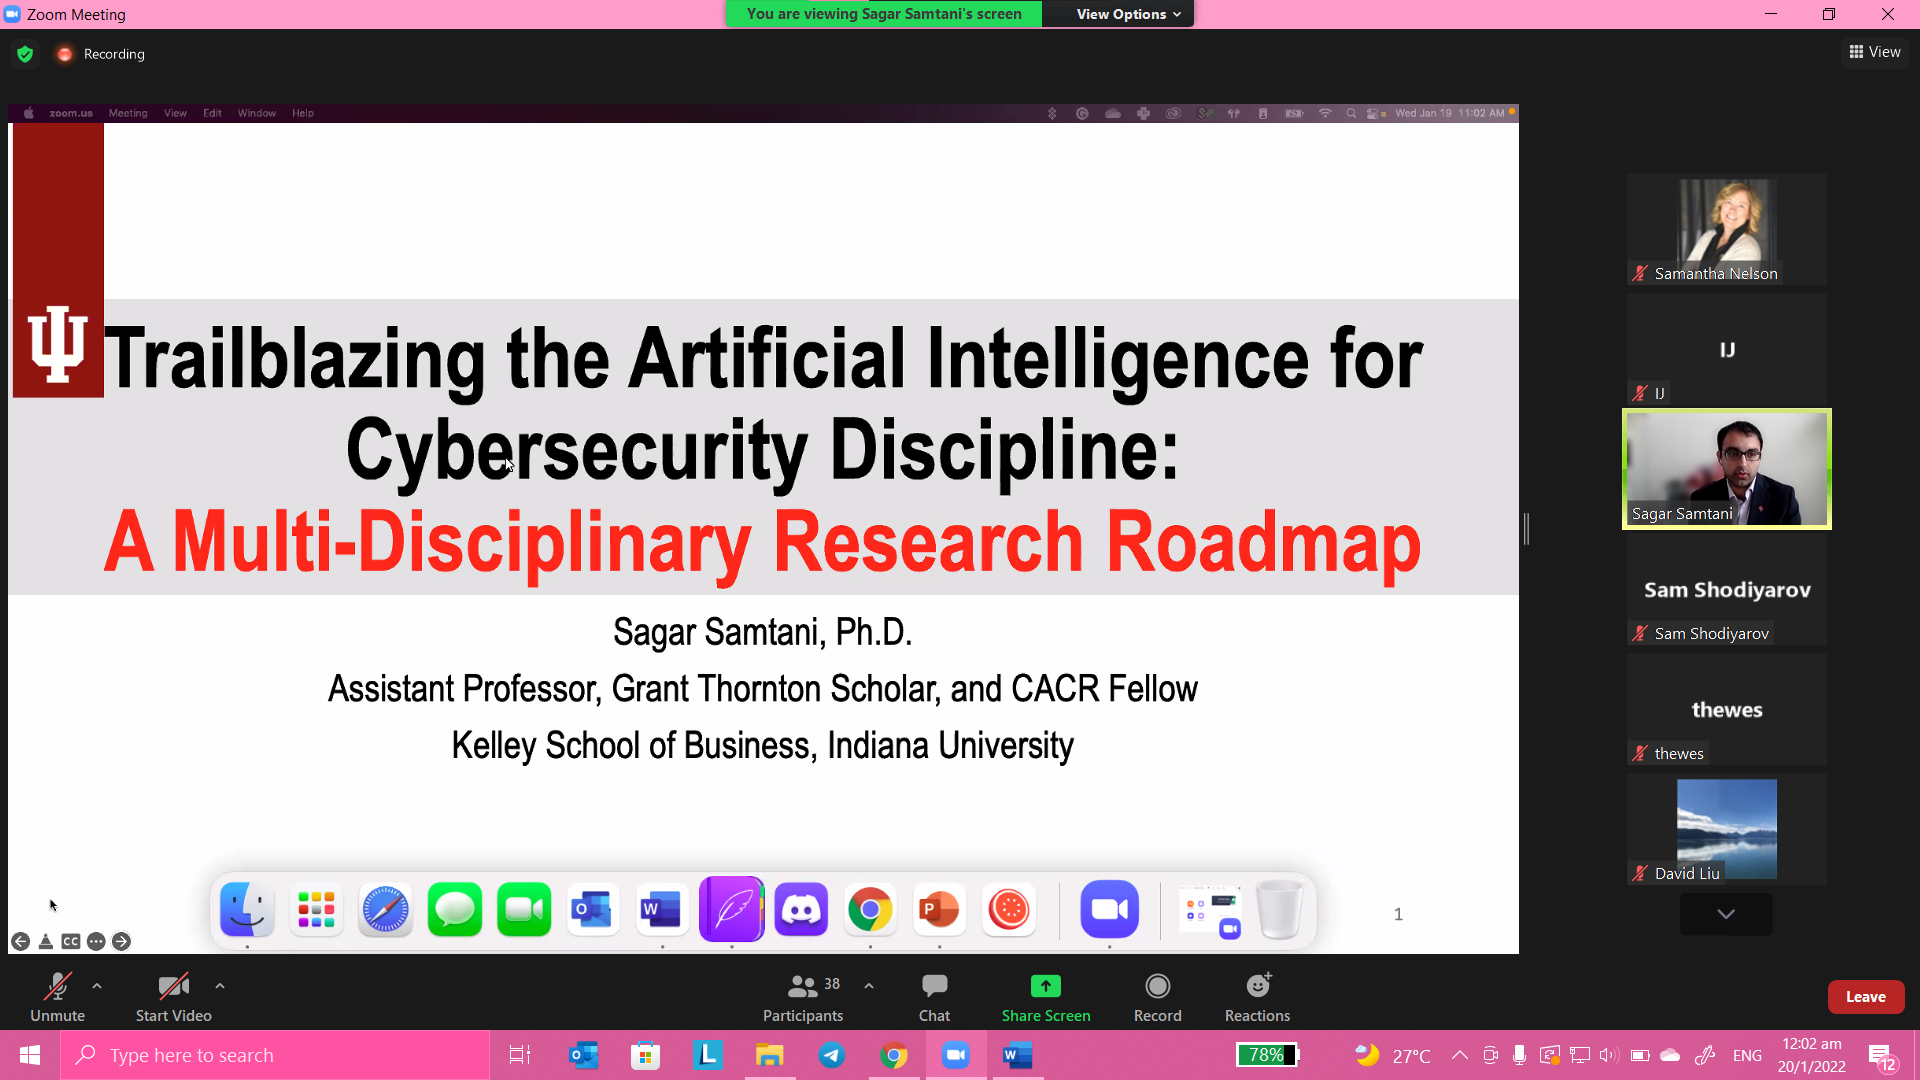 Zoom Meeting
You are viewing Sagar Samtani's screen
View Options
Recording
View
zoom.us Meeting View Edit Window Help
Wed Jan 19 11:02 AM
Trailblazing the Artificial Intelligence for
Cybersecurity Discipline:
A Multi-Disciplinary Research Roadmap
Sagar Samtani, Ph.D.
Assistant Professor, Grant Thornton Scholar, and CACR Fellow
Kelley School of Business, Indiana University
1
CC
Samantha Nelson
IJ
IJ
Sagar Samtani
Sam Shodiyarov
Sam Shodiyarov
thewes
thewes
David Liu
Unmute
Start Video
38
Participants
Chat
Share Screen
Record
Reactions
Leave
Type here to search
78%
27°C
ENG
12:02 am
20/1/2022
12